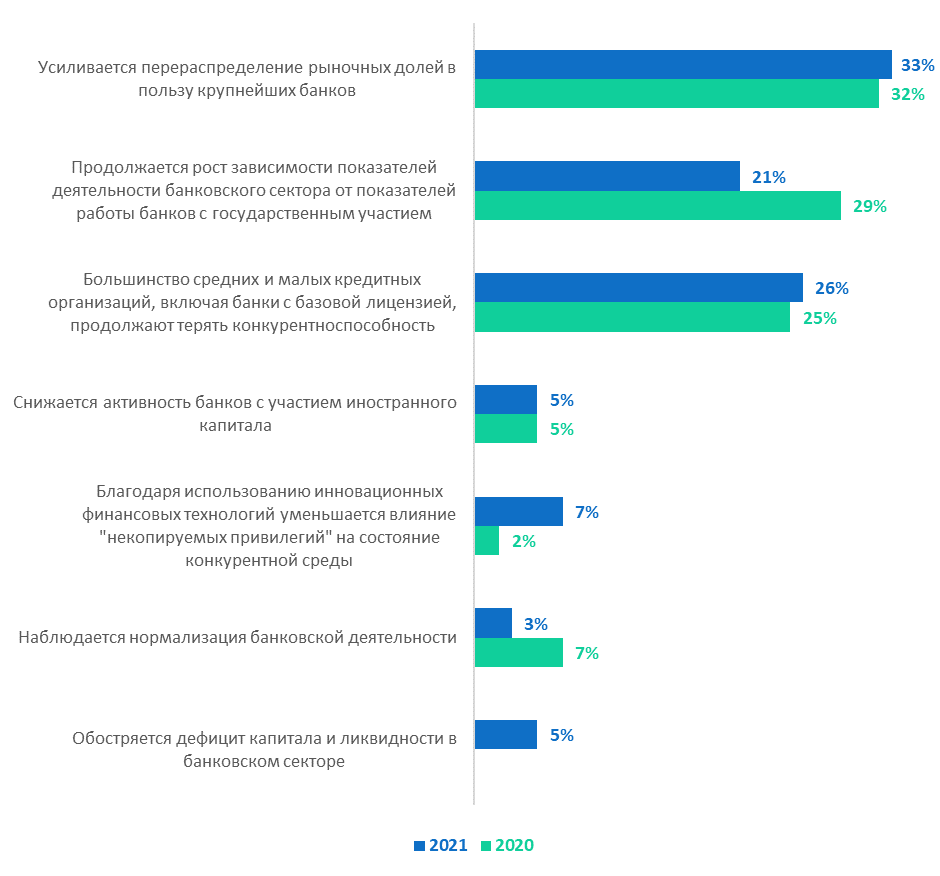 Усиливается перераспределение рыночных долей в
пользу крупнейших банков
33%
32%
Продолжается рост зависимости показателей
деятельности банковского сектора от показателей
работы банков с государственным участием
21%
29%
Большинство средних и малых кредитных
организаций, включая банки с базовой лицензией,
продолжают терять конкурентноспособность
26%
25%
Снижается активность банков с участием иностранного
капитала
5%
5%
Благодаря использованию инновационных
финансовых технологий уменьшается влияние
"некопируемых привилегий" на состояние
конкурентной среды
7%
2%
Наблюдается нормализация банковской деятельности
3%
7%
Обостряется дефицит капитала и ликвидности в
банковском секторе
5%
2021 2020